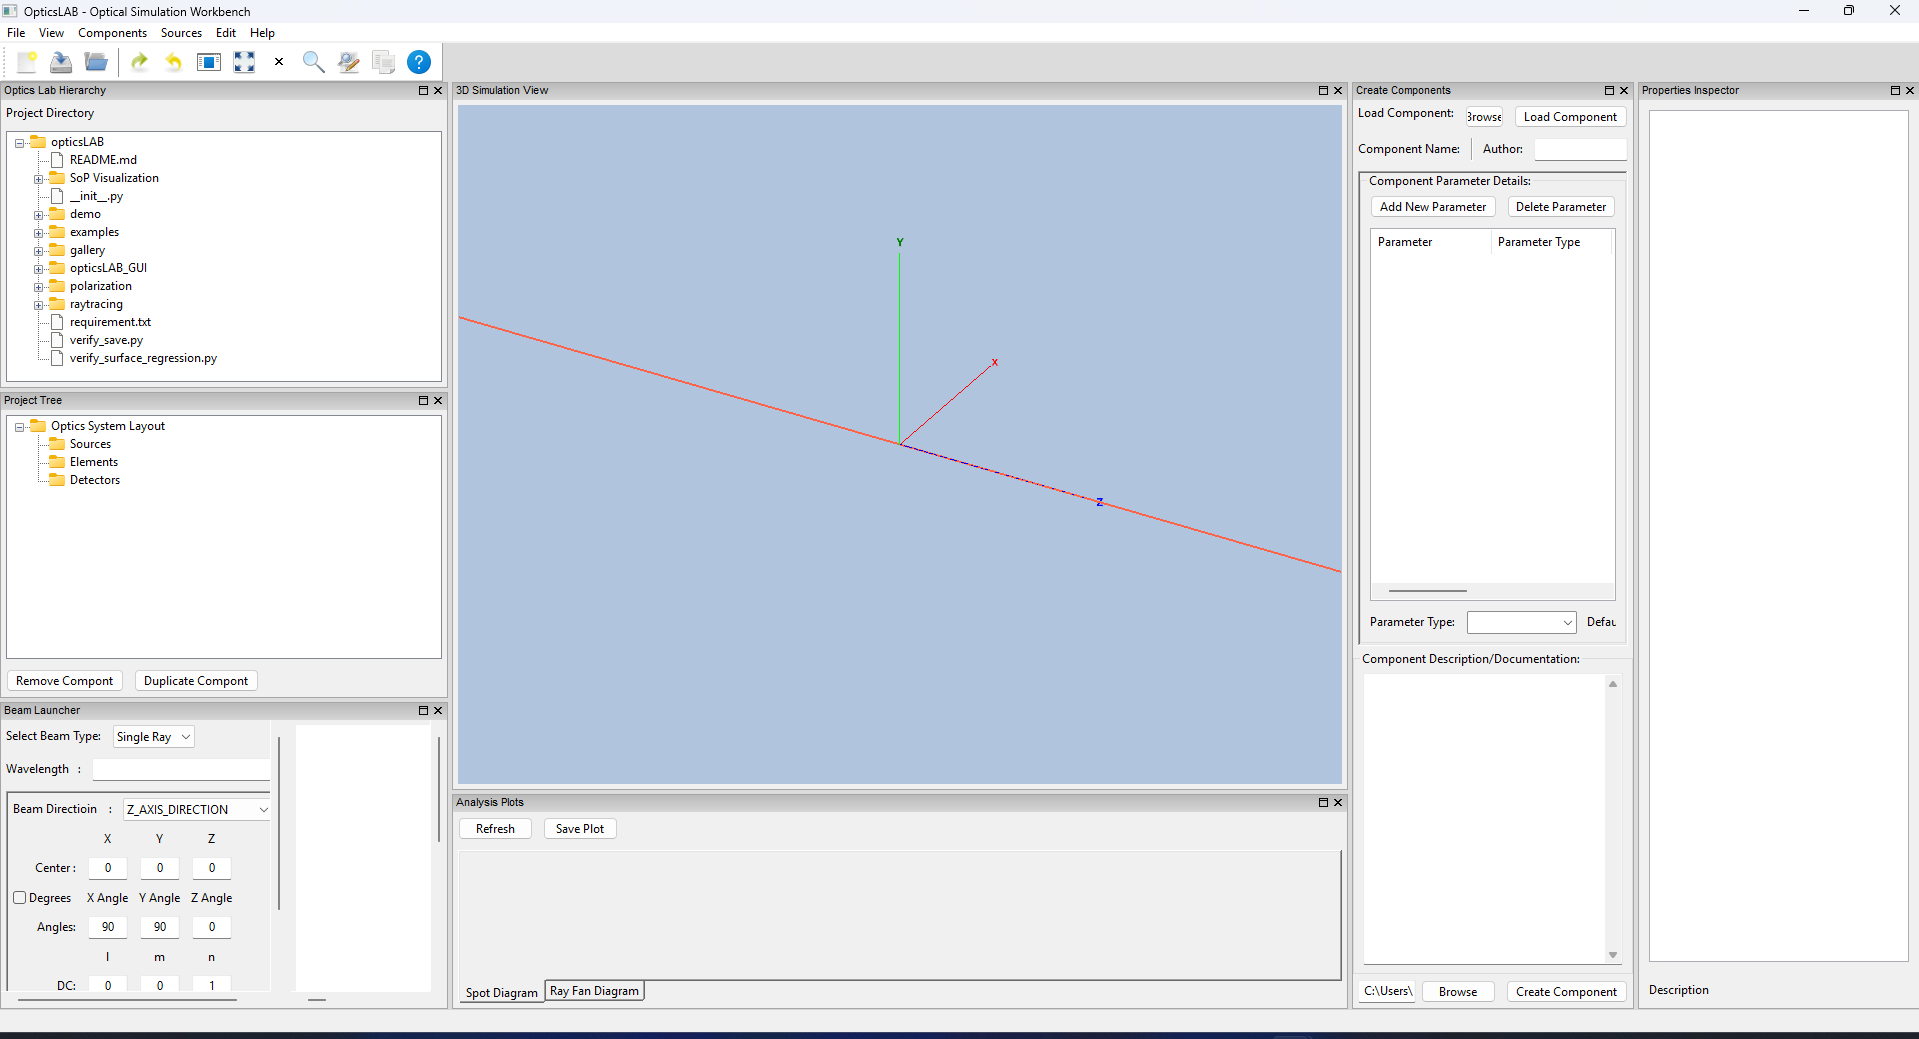 OpticsLAB - Optical Simulation Workbench
File View Components Sources Edit Help
Optics Lab Hierarchy
Project Directory
opticsLAB
README.md
SoP Visualization
__init__.py
demo
examples
gallery
opticsLAB_GUI
polarization
raytracing
requirement.txt
verify_save.py
verify_surface_regression.py
Project Tree
Optics System Layout
Sources
Elements
Detectors
Remove Compont Duplicate Compont
Beam Launcher
Select Beam Type: Single Ray
Wavelength :
Beam Directioin : Z_AXIS_DIRECTION
X Y Z
Center: 0 0 0
Degrees X Angle Y Angle Z Angle
Angles: 90 90 0
l m n
DC: 0 0 1
3D Simulation View
Y
X
Z
Analysis Plots
Refresh Save Plot
Spot Diagram Ray Fan Diagram
Create Components
Load Component: Browse Load Component
Component Name: Author:
Component Parameter Details:
Add New Parameter Delete Parameter
Parameter Parameter Type
Parameter Type: Defau
Component Description/Documentation:
C:\Users\ Browse Create Component
Properties Inspector
Description